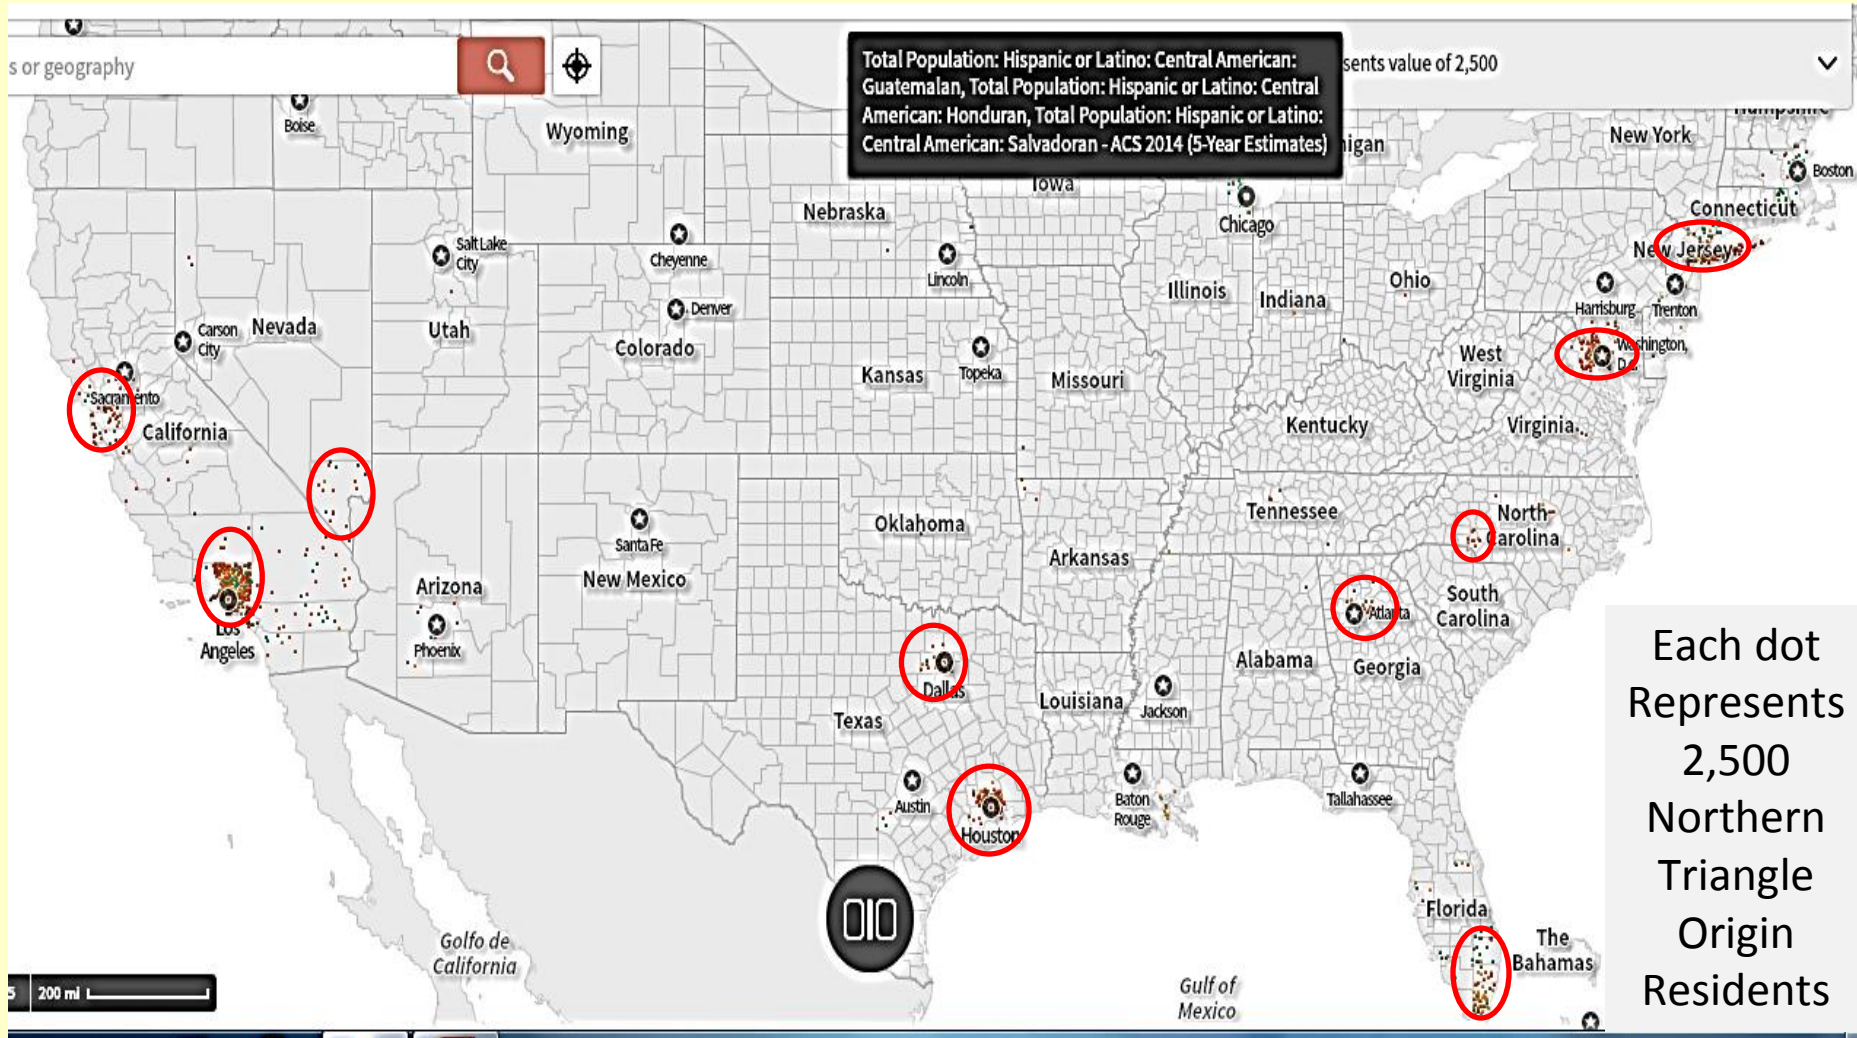 s or geography
Total Population: Hispanic or Latino: Central American:
Guatemalan, Total Population: Hispanic or Latino: Central
American: Honduran, Total Population: Hispanic or Latino:
Central American: Salvadoran - ACS 2014 (5-Year Estimates)
sents value of 2,500
Boise
Wyoming
higan
New York
Hampshire
Boston
Iowa
Nebraska
Chicago
Connecticut
Salt Lake
City
Cheyenne
Lincoln
New Jersey
Illinois
Indiana
Ohio
Harrisburg
Trenton
Carson
City
Nevada
Utah
Denver
Colorado
Kansas
Topeka
Missouri
West
Virginia
Washington,
D.C.
Sacramento
California
Kentucky
Virginia
Oklahoma
Tennessee
North
Carolina
Santa Fe
New Mexico
Arkansas
Arizona
Phoenix
South
Carolina
Atlanta
Los
Angeles
Dallas
Alabama
Georgia
Texas
Louisiana
Jackson
Austin
Houston
Baton
Rouge
Tallahassee
Florida
The
Bahamas
Golfo de
California
Gulf of
Mexico
5
200 mi
Each dot
Represents
2,500
Northern
Triangle
Origin
Residents